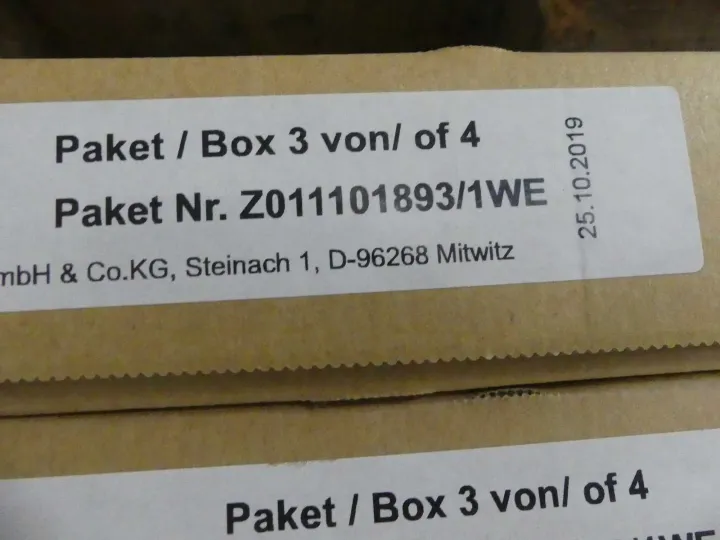 Paket / Box 3 von/ of 4
Paket Nr. Z011101893/1WE
mbH & Co.KG, Steinach 1, D-96268 Mitwitz
25.10.2019
Paket / Box 3 von/ of 4